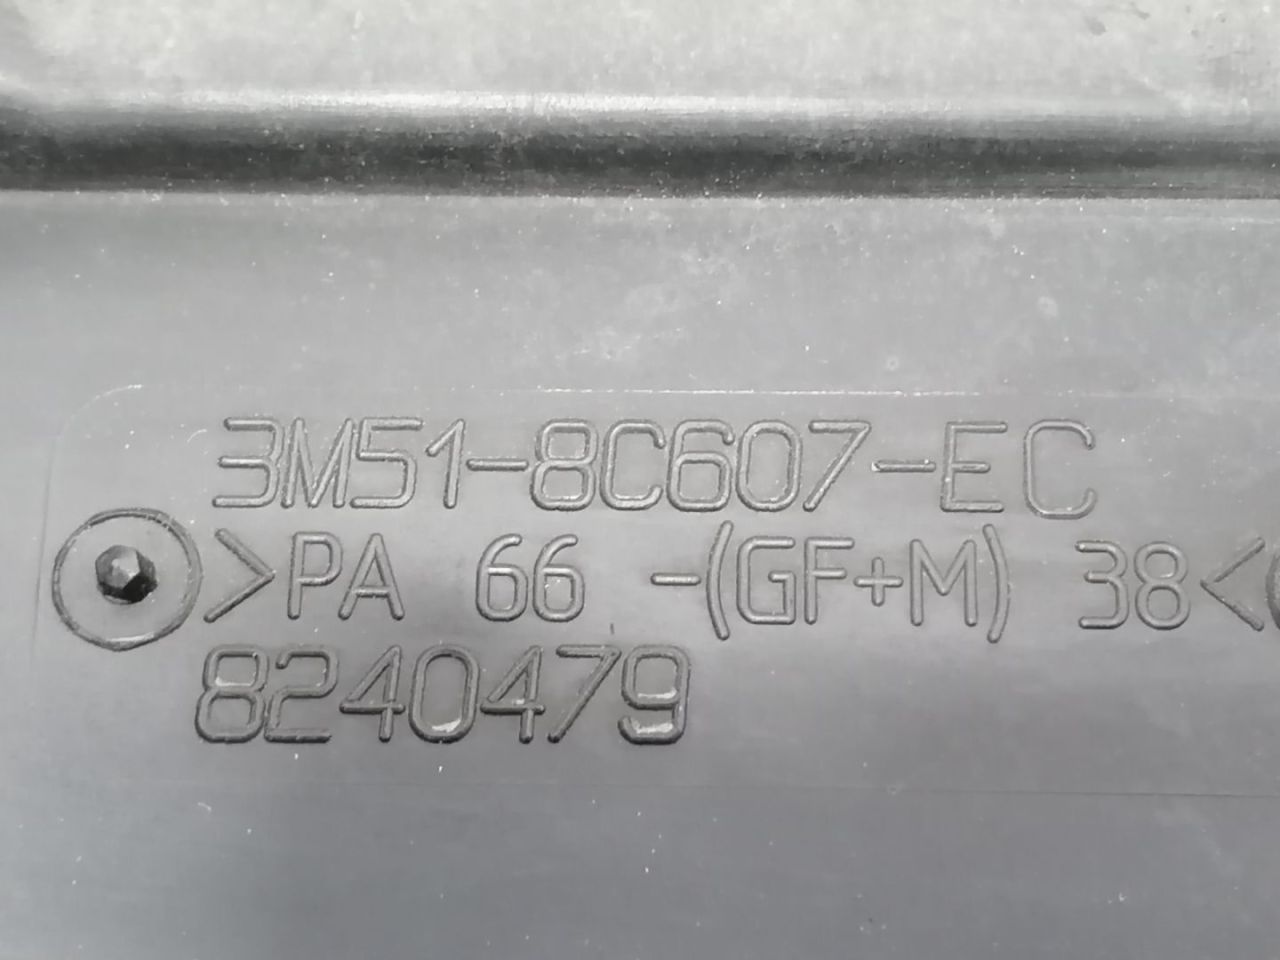 3M51-8C607-EC
>PA 66 -(GF+M) 38<
8240479